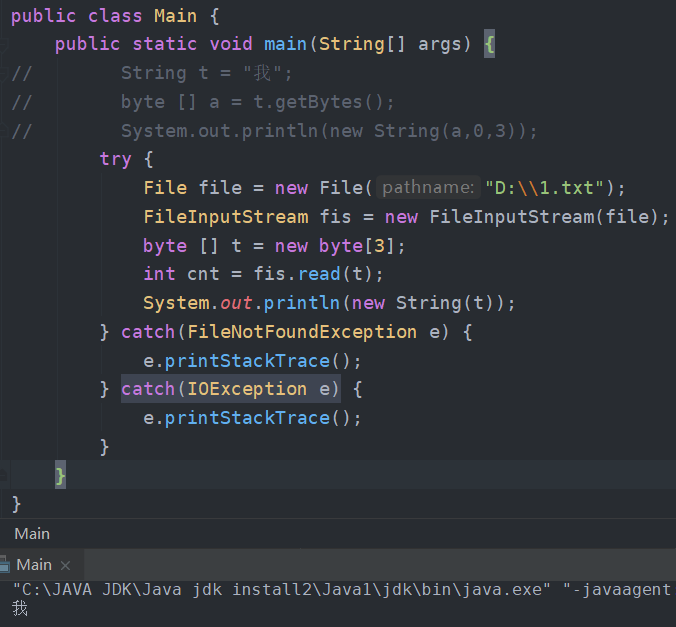 public class Main {
public static void main(String[] args) {
// String t = "我";
// byte [] a = t.getBytes();
// System.out.println(new String(a,0,3));
try {
File file = new File( pathname: "D:\\1.txt");
FileInputStream fis = new FileInputStream(file);
byte [] t = new byte[3];
int cnt = fis.read(t);
System.out.println(new String(t));
} catch(FileNotFoundException e) {
e.printStackTrace();
} catch(IOException e) {
e.printStackTrace();
}
}
}
Main
Main ×
"C:\JAVA JDK\Java jdk install2\Java1\jdk\bin\java.exe" "-javaagent
我